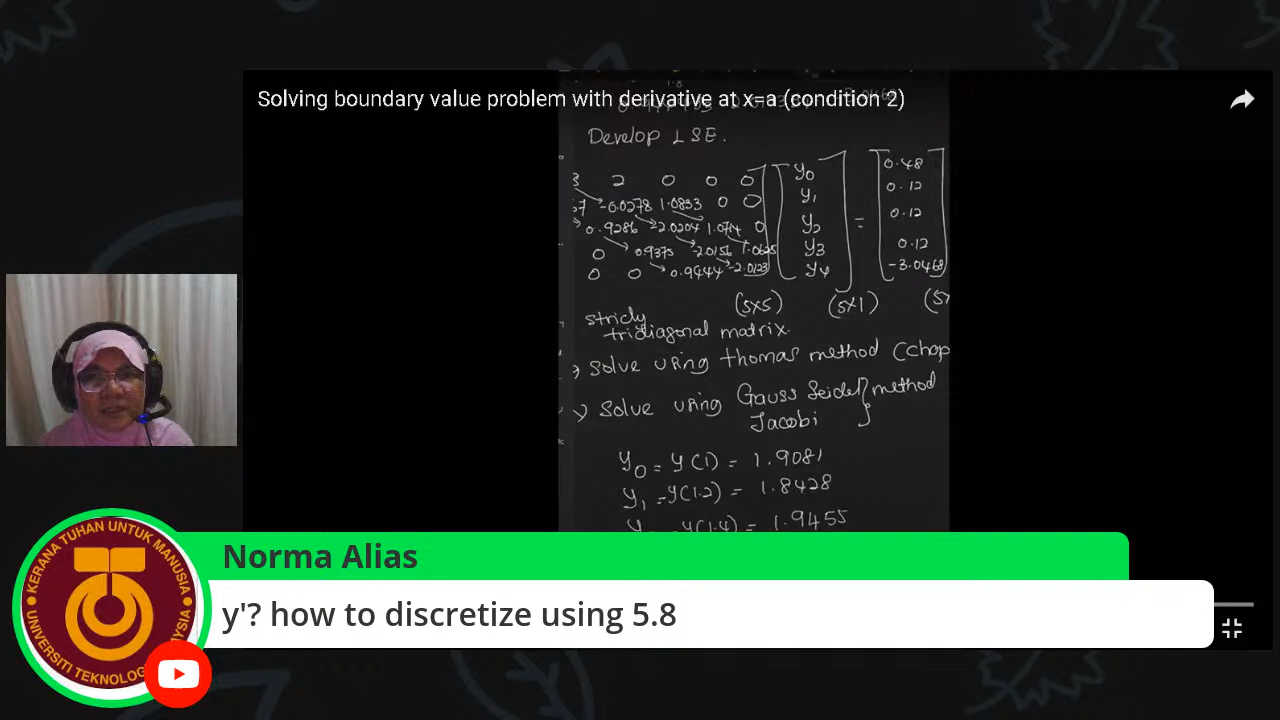 Solving boundary value problem with derivative at x=a (condition 2)
Develop LSE.
2 0 0 0
-0.0278 1.0833 0 0
0.9286 -2.0204 1.0714 0
0 0.9375 -2.0156 1.0625
0 0 0.9444 -2.0123
y0
y1
y2
y3
y4
=
0.48
0.12
0.12
0.12
-3.0468
(5x5) (5x1)
stricly
tridiagonal matrix.
Solve using thomas method (chap
Solve using Gauss Seidel method
Jacobi
y0 = y(1) = 1.9081
y1 = y(1.2) = 1.8428
y(1.4) = 1.9455
KERANA TUHAN UNTUK MANUSIA
Norma Alias
y'? how to discretize using 5.8